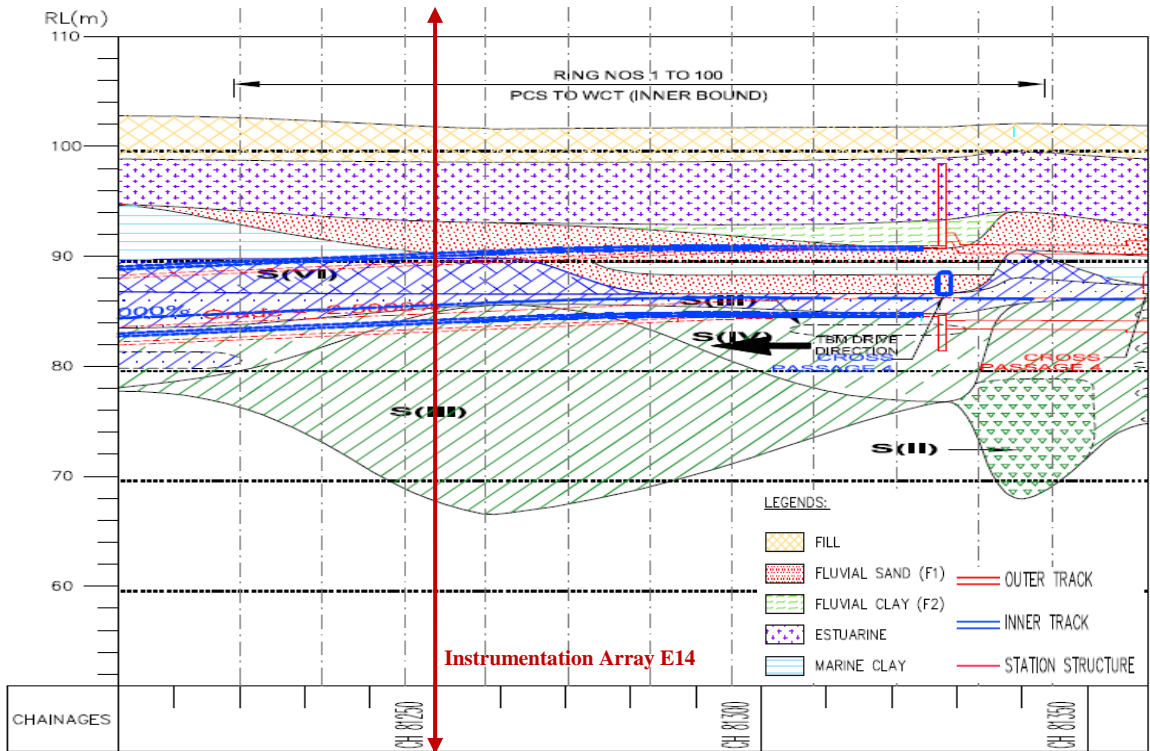 RL(m)
110
RING NOS 1 TO 100
PCS TO WCT (INNER BOUND)
100
90
S(VI)
S(III)
S(IV)
TBM DRIVE
DIRECTION
80
CROSS
PASSAGE 4
CROSS
PASSAGE 4
S(III)
S(II)
70
LEGENDS:
FILL
FLUVIAL SAND (F1)
OUTER TRACK
FLUVIAL CLAY (F2)
60
INNER TRACK
ESTUARINE
Instrumentation Array E14
MARINE CLAY
STATION STRUCTURE
CHAINAGES
CH 81250
CH 81300
CH 81350